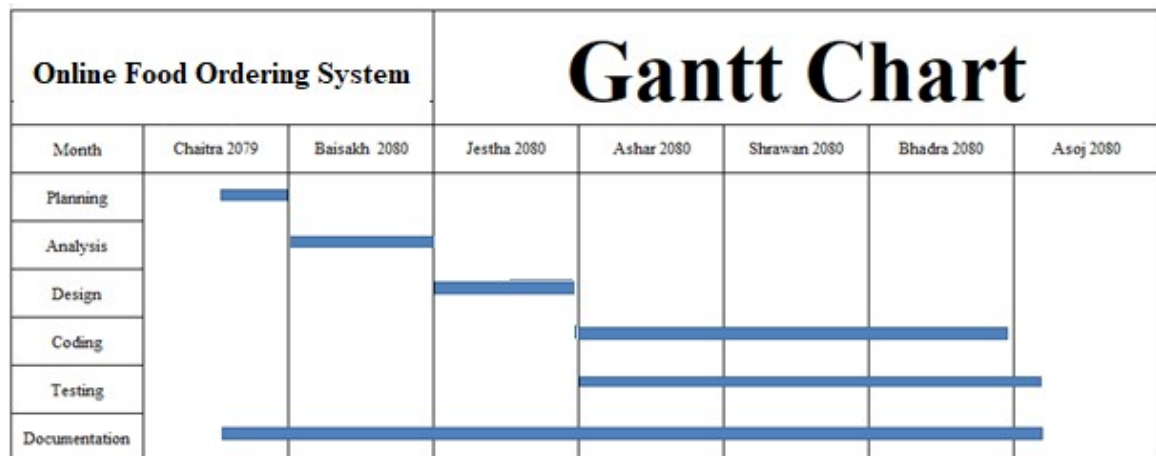 Online Food Ordering System
Gantt Chart
Month Chaitra 2079 Baisakh 2080 Jestha 2080 Ashar 2080 Shrawan 2080 Bhadra 2080 Asoj 2080
Planning
Analysis
Design
Coding
Testing
Documentation